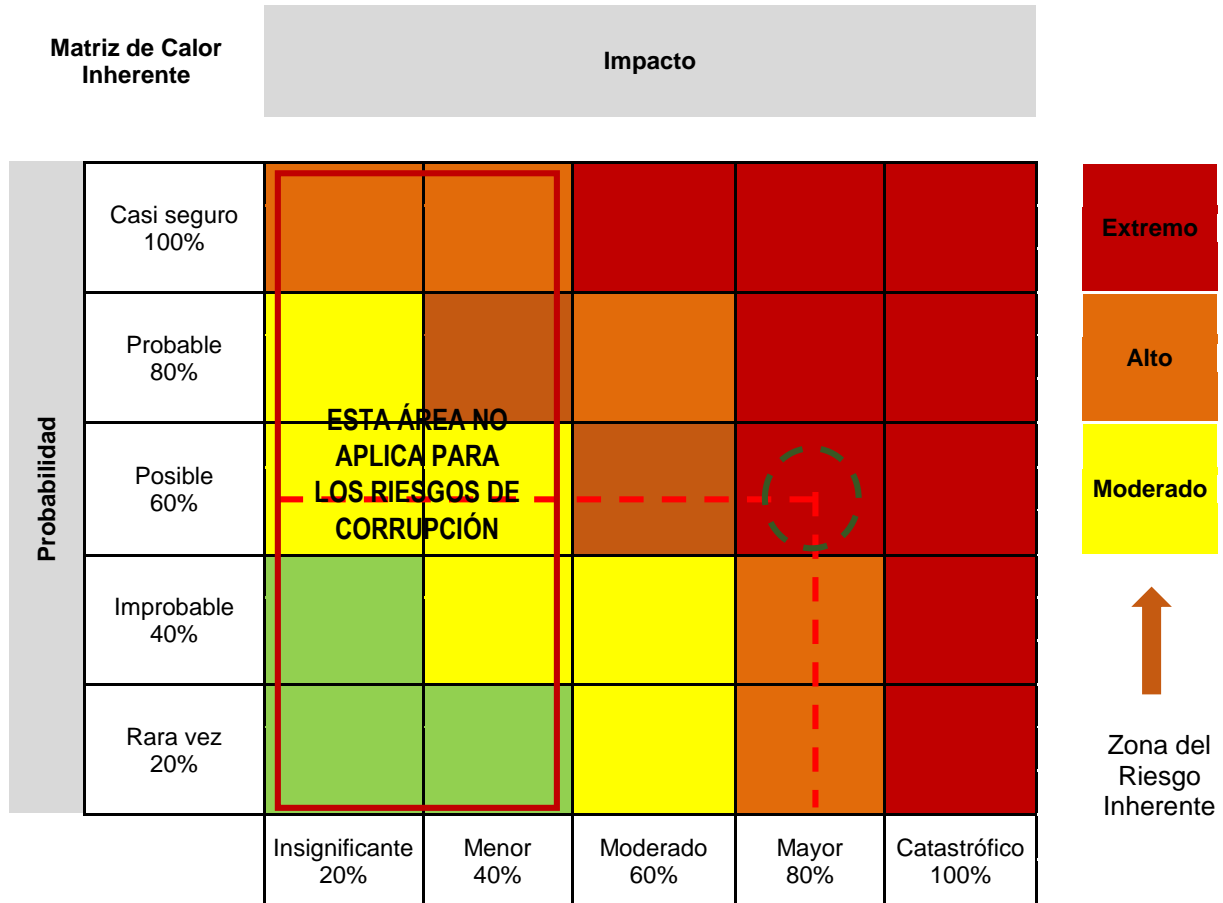 Matriz de Calor
Inherente
Impacto
Probabilidad
Casi seguro
100%
Probable
80%
Posible
60%
Improbable
40%
Rara vez
20%
ESTA ÁREA NO
APLICA PARA
LOS RIESGOS DE
CORRUPCIÓN
Insignificante
20%
Menor
40%
Moderado
60%
Mayor
80%
Catastrófico
100%
Extremo
Alto
Moderado
Zona del
Riesgo
Inherente